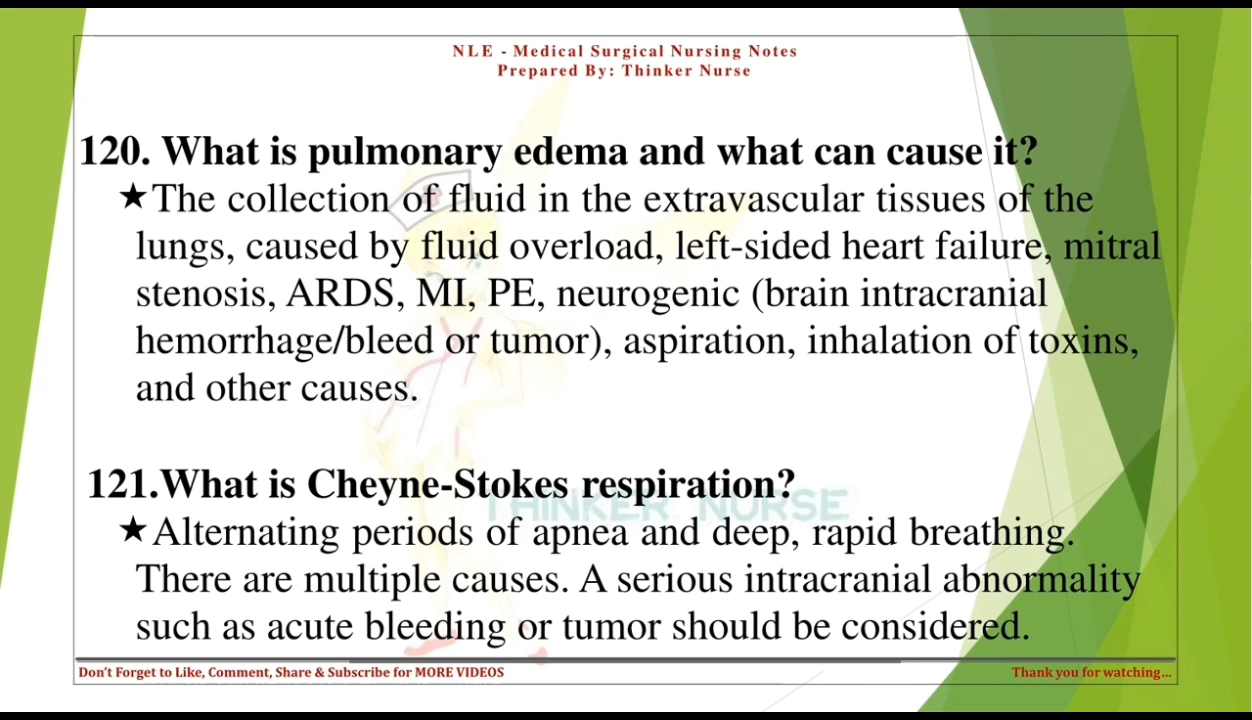 NLE - Medical Surgical Nursing Notes
Prepared By: Thinker Nurse
120. What is pulmonary edema and what can cause it?
★The collection of fluid in the extravascular tissues of the
lungs, caused by fluid overload, left-sided heart failure, mitral
stenosis, ARDS, MI, PE, neurogenic (brain intracranial
hemorrhage/bleed or tumor), aspiration, inhalation of toxins,
and other causes.
121.What is Cheyne-Stokes respiration?
THINKER NURSE
★Alternating periods of apnea and deep, rapid breathing.
There are multiple causes. A serious intracranial abnormality
such as acute bleeding or tumor should be considered.
Don't Forget to Like, Comment, Share & Subscribe for MORE VIDEOS
Thank you for watching...